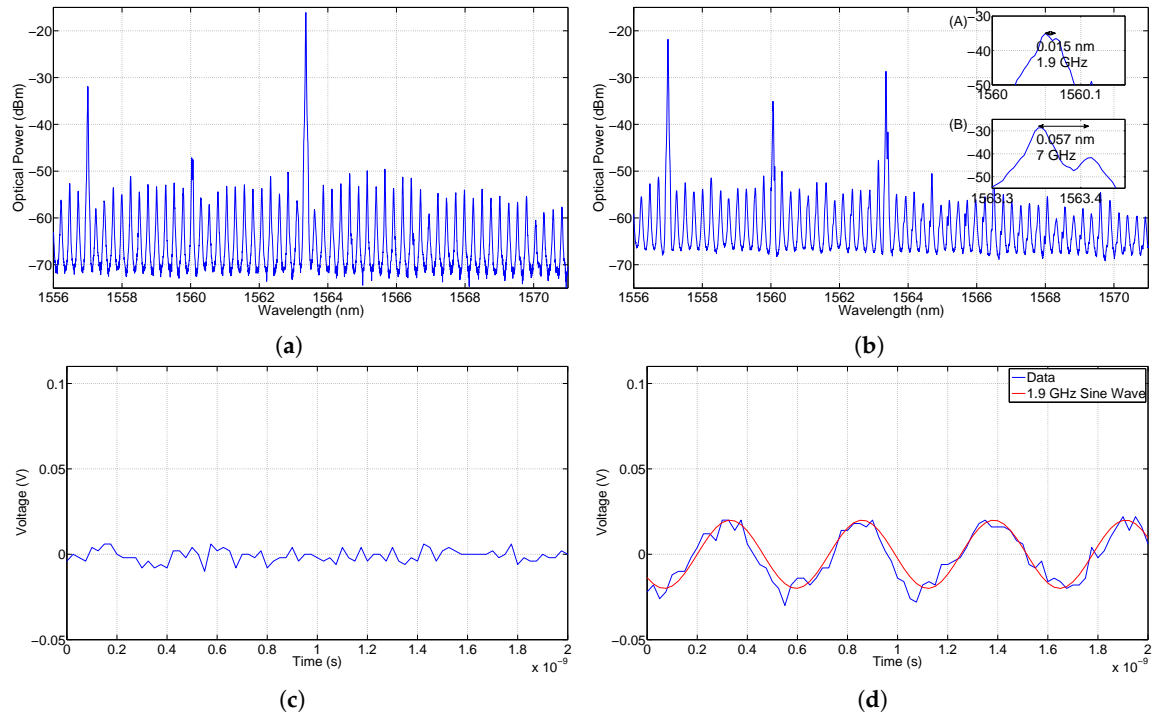 −20
−30
−40
−50
−60
−70
Optical Power (dBm)
1556 1558 1560 1562 1564 1566 1568 1570
Wavelength (nm)
(a)
−20
−30
−40
−50
−60
−70
Optical Power (dBm)
1556 1558 1560 1562 1564 1566 1568 1570
Wavelength (nm)
(A)
−30
−40
−50
0.015 nm
1.9 GHz
1560 1560.1
(B)
−30
−40
−50
0.057 nm
7 GHz
1563.3 1563.4
(b)
0.1
0.05
0
−0.05
Voltage (V)
0 0.2 0.4 0.6 0.8 1 1.2 1.4 1.6 1.8 2
Time (s)
x 10⁻⁹
(c)
0.1
0.05
0
−0.05
Voltage (V)
Data
1.9 GHz Sine Wave
0 0.2 0.4 0.6 0.8 1 1.2 1.4 1.6 1.8 2
Time (s)
x 10⁻⁹
(d)